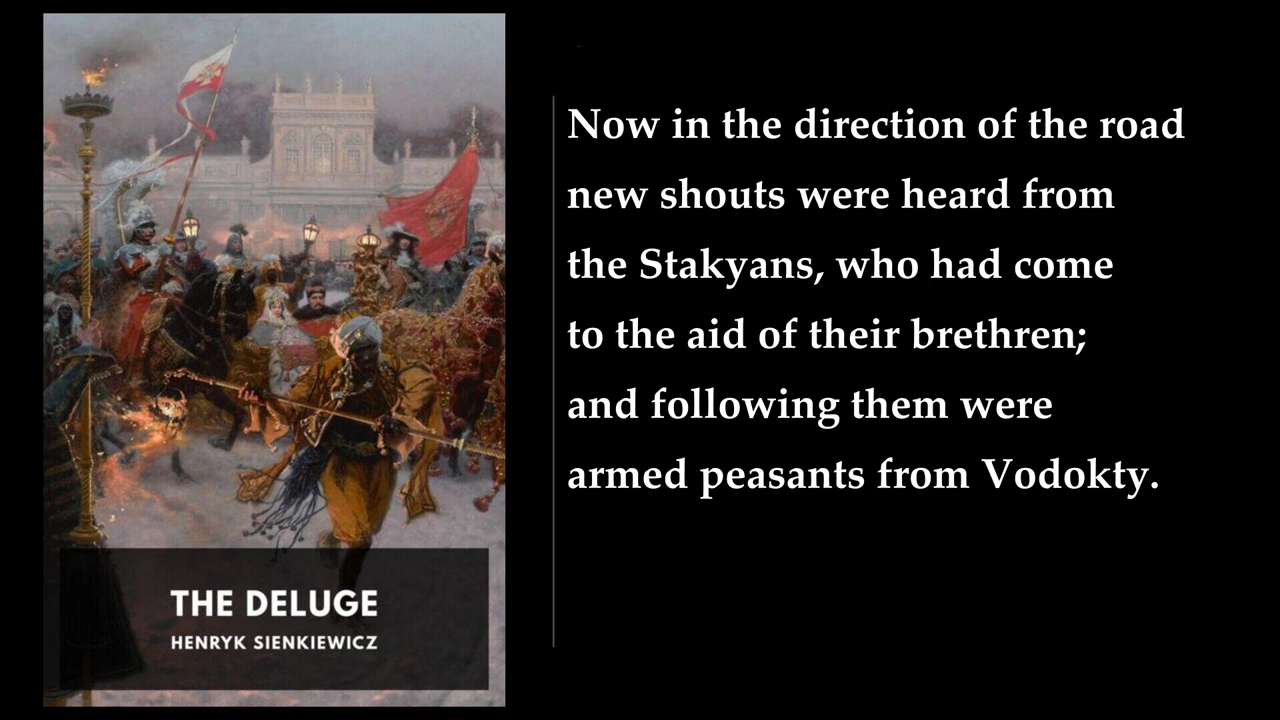 THE DELUGE
HENRYK SIENKIEWICZ
Now in the direction of the road
new shouts were heard from
the Stakyans, who had come
to the aid of their brethren;
and following them were
armed peasants from Vodokty.